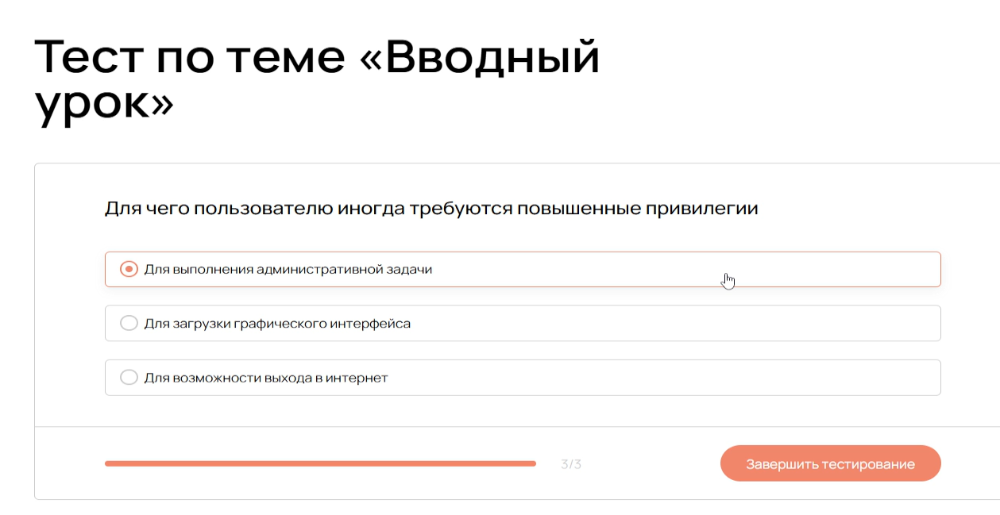 Тест по теме «Вводный
урок»
Для чего пользователю иногда требуются повышенные привилегии
Для выполнения административной задачи
Для загрузки графического интерфейса
Для возможности выхода в интернет
3/3
Завершить тестирование